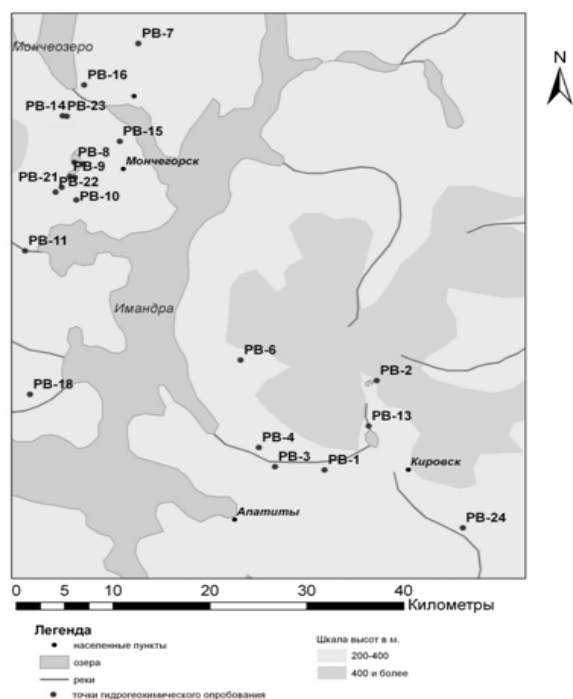 PB-7
Мончеозеро
N
PB-16
PB-14 PB-23
PB-15
PB-8
Мончегорск
PB-9
PB-21 PB-22
PB-10
PB-11
Имандра
PB-6
PB-2
PB-18
PB-13
PB-4
PB-3
PB-1
Кировск
Апатиты
PB-24
0 5 10 20 30 40 Километры
Легенда
населенные пункты
озера
реки
точки гидрогеохимического опробования
Шкала высот в м.
200-400
400 и более